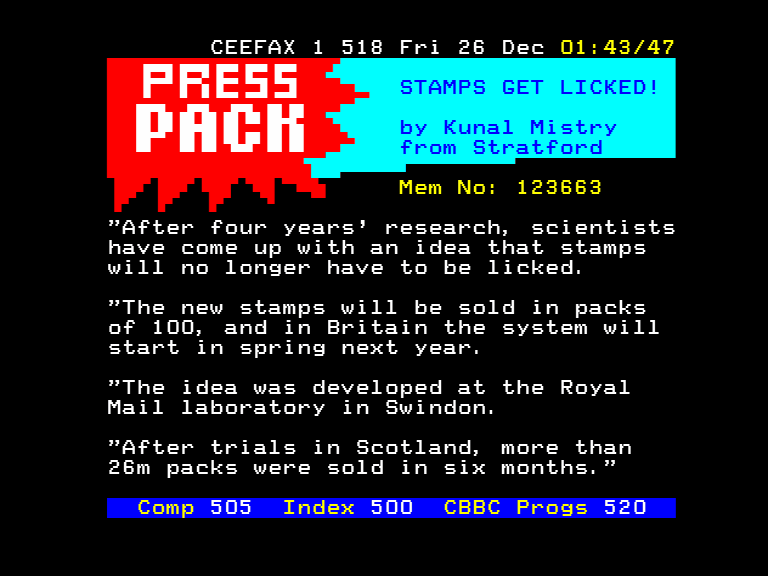 CEEFAX 1 518 Fri 26 Dec 01:43/47
PRESS
PACK
STAMPS GET LICKED!
by Kunal Mistry
from Stratford
Mem No: 123663
"After four years' research, scientists
have come up with an idea that stamps
will no longer have to be licked.
"The new stamps will be sold in packs
of 100, and in Britain the system will
start in spring next year.
"The idea was developed at the Royal
Mail laboratory in Swindon.
"After trials in Scotland, more than
26m packs were sold in six months."
Comp 505 Index 500 CBBC Progs 520